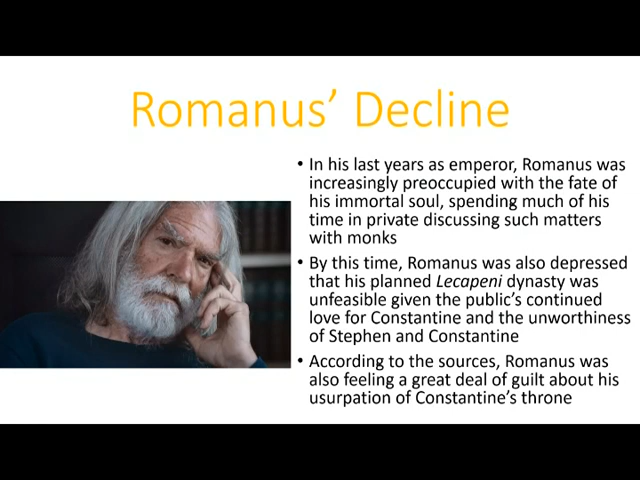 Romanus’ Decline
• In his last years as emperor, Romanus was
increasingly preoccupied with the fate of
his immortal soul, spending much of his
time in private discussing such matters
with monks
• By this time, Romanus was also depressed
that his planned Lecapeni dynasty was
unfeasible given the public’s continued
love for Constantine and the unworthiness
of Stephen and Constantine
• According to the sources, Romanus was
also feeling a great deal of guilt about his
usurpation of Constantine’s throne